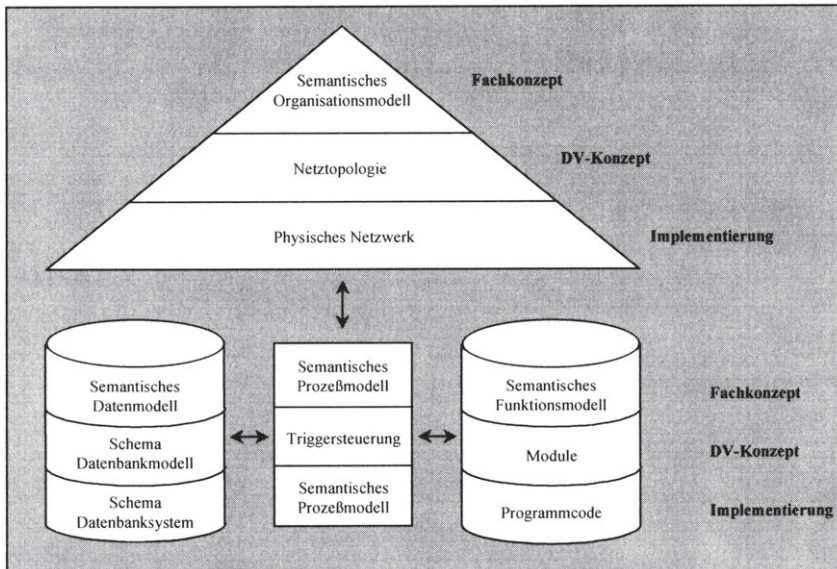 Semantisches
Organisationsmodell
Fachkonzept
Netztopologie
DV-Konzept
Physisches Netzwerk
Implementierung
Semantisches
Datenmodell
Schema
Datenbankmodell
Schema
Datenbanksystem
Semantisches
Prozeßmodell
Triggersteuerung
Semantisches
Prozeßmodell
Semantisches
Funktionsmodell
Module
Programmcode
Fachkonzept
DV-Konzept
Implementierung